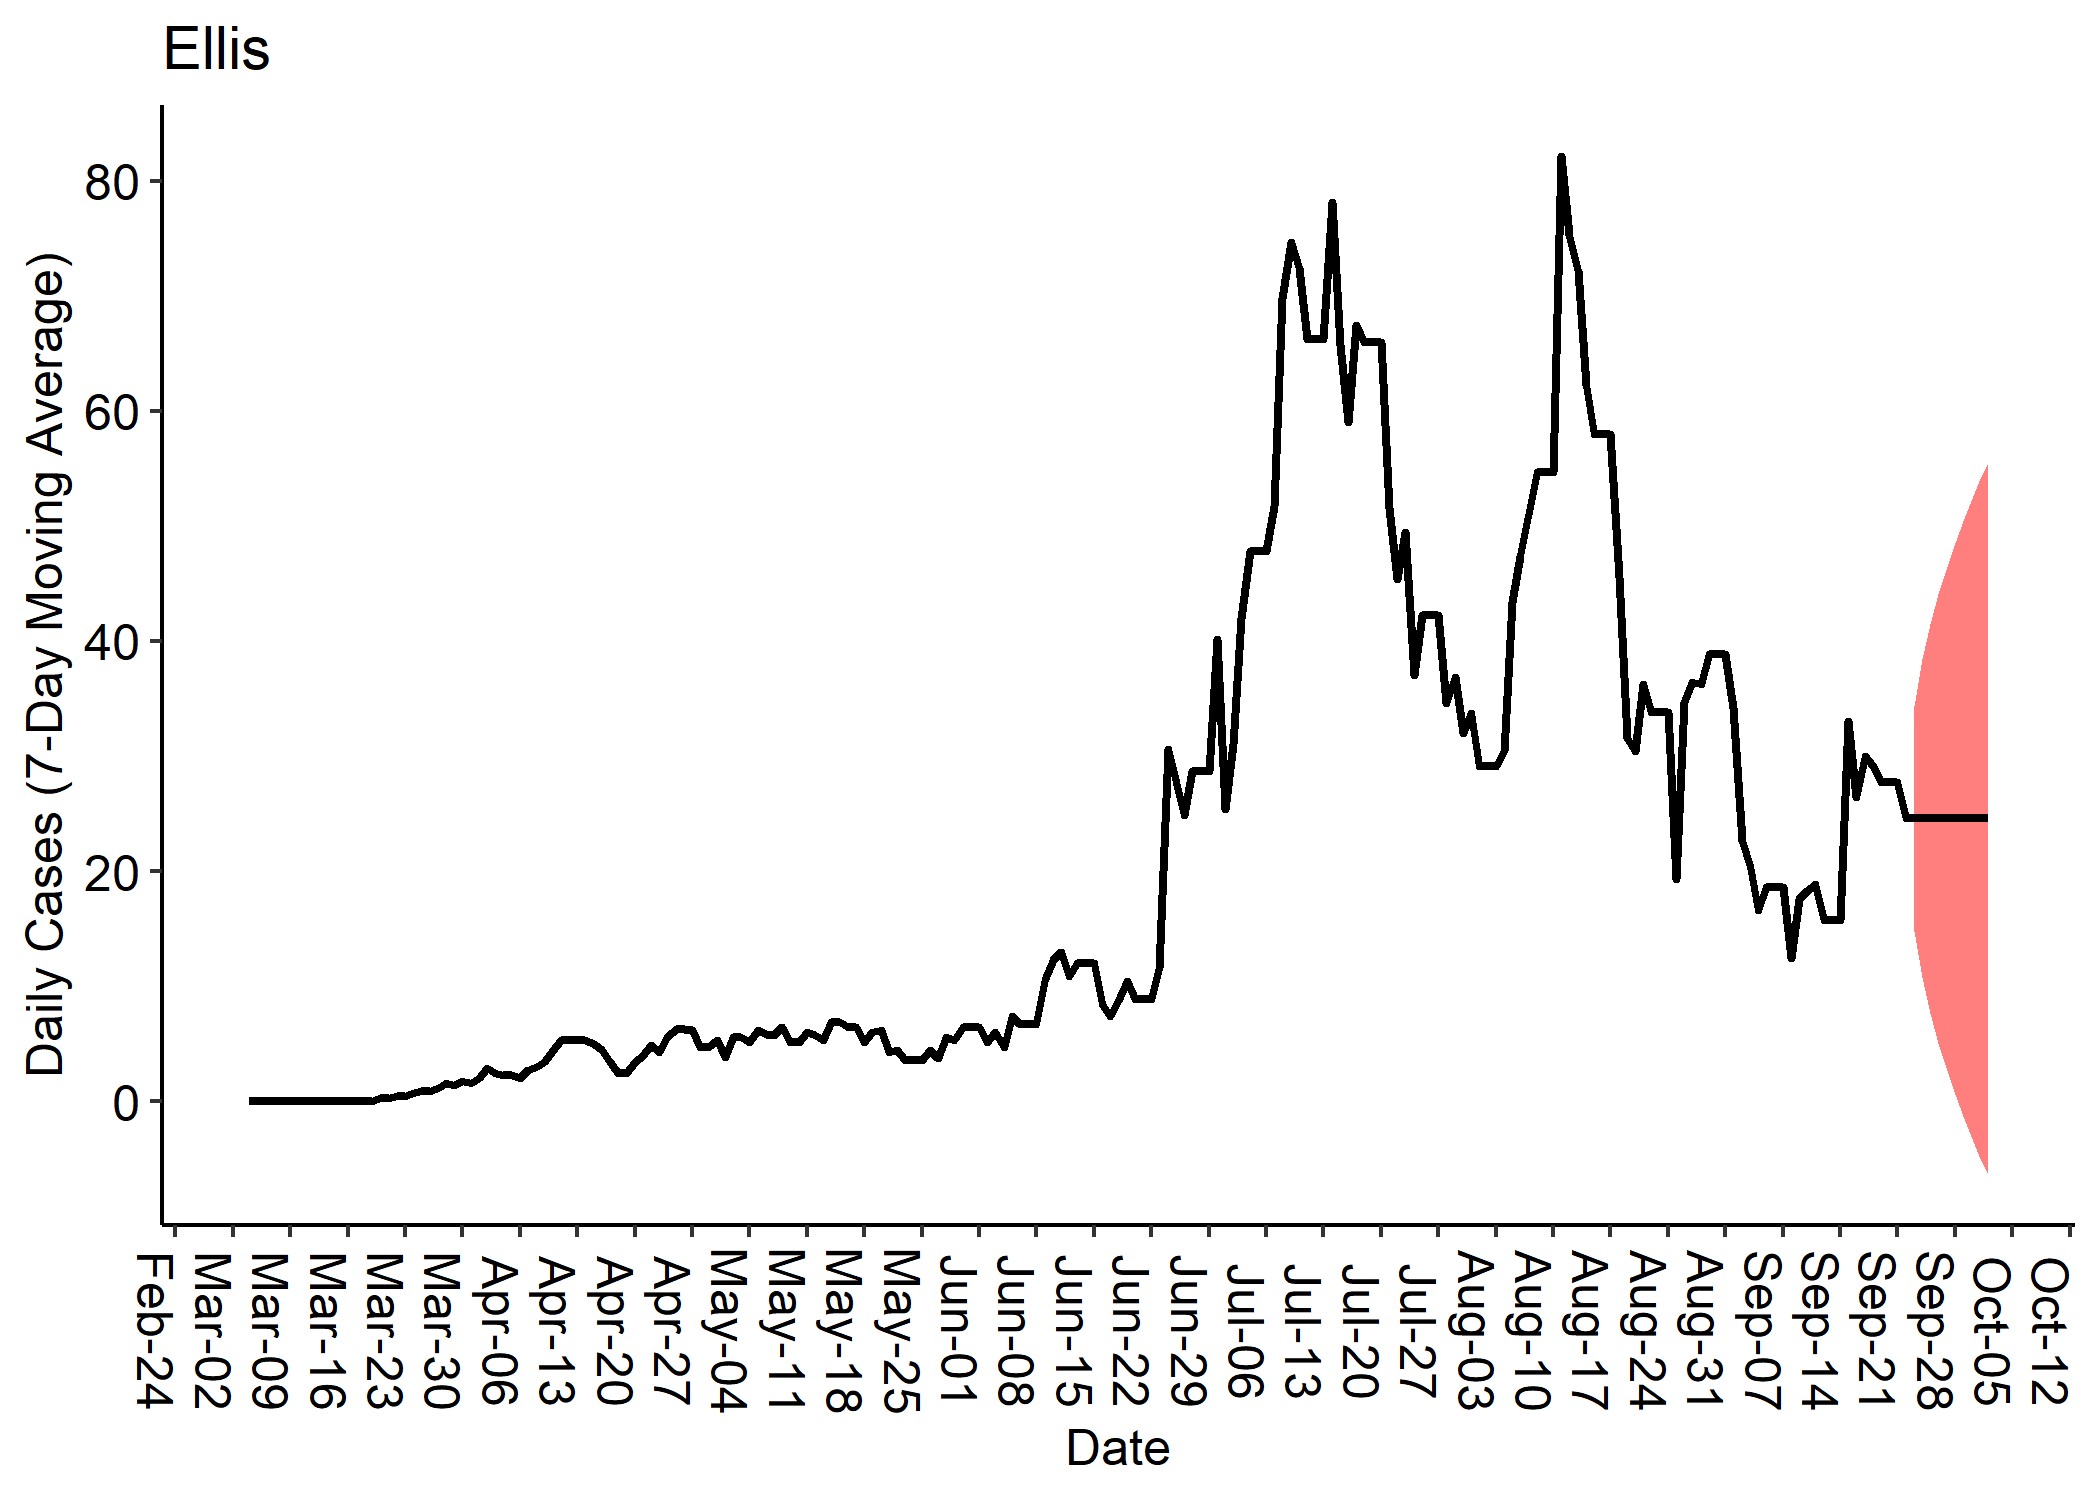 Ellis
Daily Cases (7-Day Moving Average)
80
60
40
20
0
Feb-24
Mar-02
Mar-09
Mar-16
Mar-23
Mar-30
Apr-06
Apr-13
Apr-20
Apr-27
May-04
May-11
May-18
May-25
Jun-01
Jun-08
Jun-15
Jun-22
Jun-29
Jul-06
Jul-13
Jul-20
Jul-27
Aug-03
Aug-10
Aug-17
Aug-24
Aug-31
Sep-07
Sep-14
Sep-21
Sep-28
Oct-05
Oct-12
Date